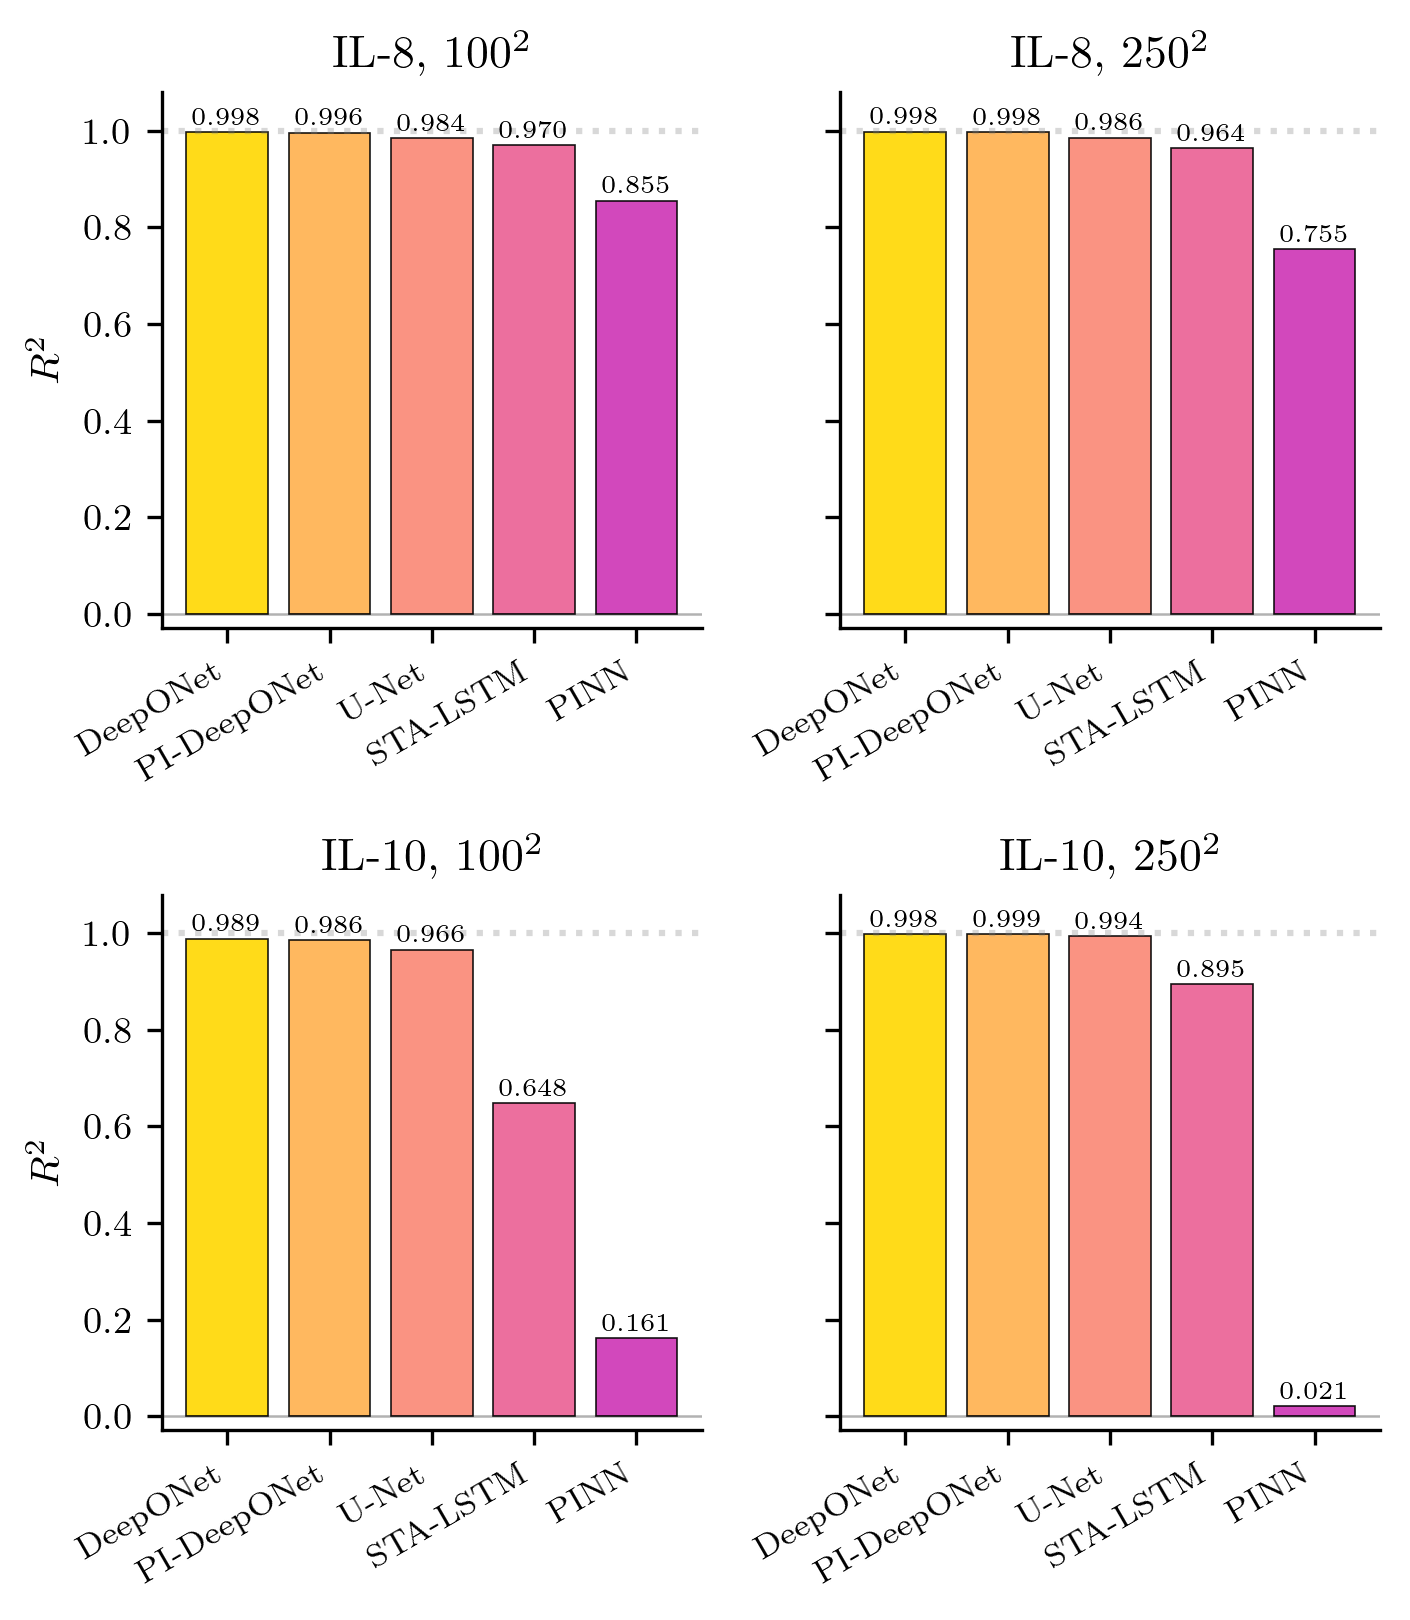 IL-8, 100²
0.998 0.996 0.984 0.970 0.855
1.0
0.8
0.6
0.4
0.2
0.0
R²
DeepONet PI-DeepONet U-Net STA-LSTM PINN
IL-8, 250²
0.998 0.998 0.986 0.964 0.755
DeepONet PI-DeepONet U-Net STA-LSTM PINN
IL-10, 100²
0.989 0.986 0.966 0.648 0.161
1.0
0.8
0.6
0.4
0.2
0.0
R²
DeepONet PI-DeepONet U-Net STA-LSTM PINN
IL-10, 250²
0.998 0.999 0.994 0.895 0.021
DeepONet PI-DeepONet U-Net STA-LSTM PINN